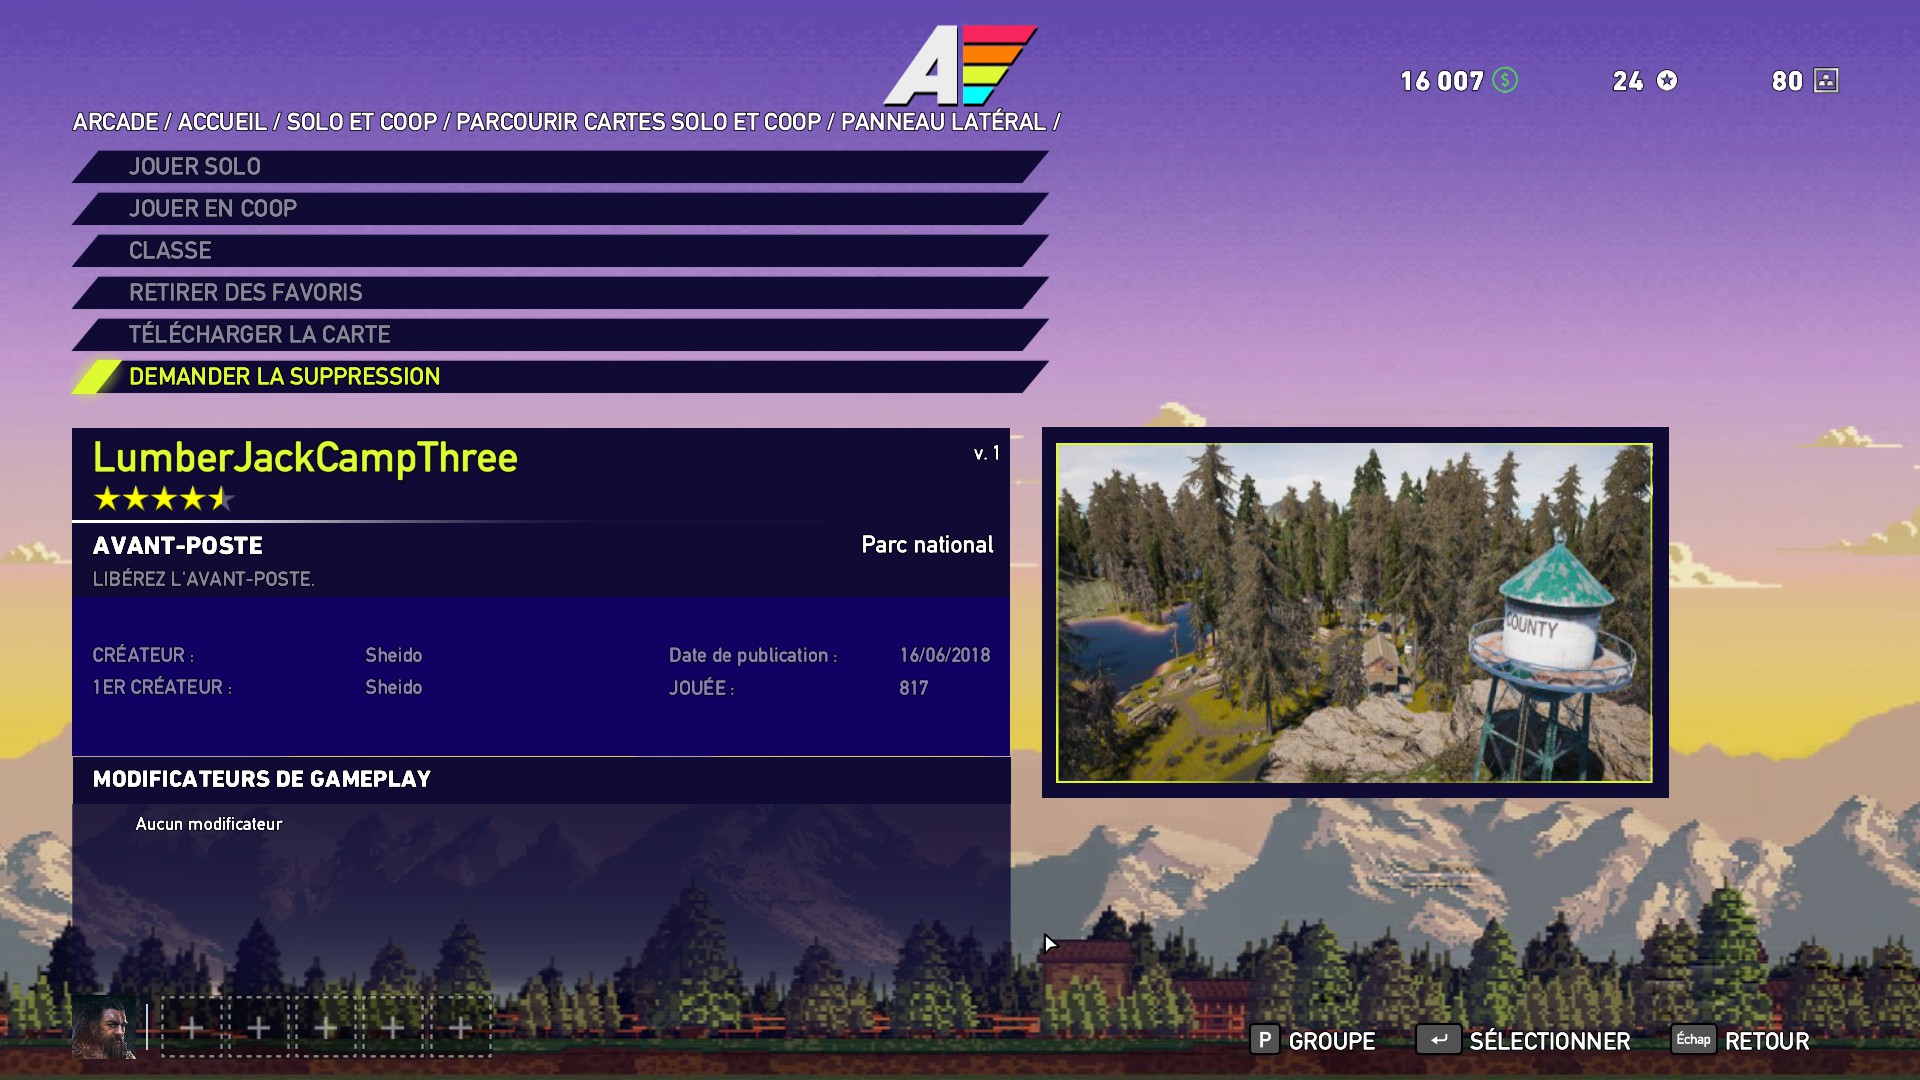 16 007 $
24
80
ARCADE / ACCUEIL / SOLO ET COOP / PARCOURIR CARTES SOLO ET COOP / PANNEAU LATÉRAL /
JOUER SOLO
JOUER EN COOP
CLASSE
RETIRER DES FAVORIS
TÉLÉCHARGER LA CARTE
DEMANDER LA SUPPRESSION
LumberJackCampThree
v. 1
AVANT-POSTE
Parc national
LIBÉREZ L'AVANT-POSTE.
CRÉATEUR : Sheido Date de publication : 16/06/2018
1ER CRÉATEUR : Sheido JOUÉE : 817
MODIFICATEURS DE GAMEPLAY
Aucun modificateur
COUNTY
P GROUPE
SÉLECTIONNER
Échap RETOUR